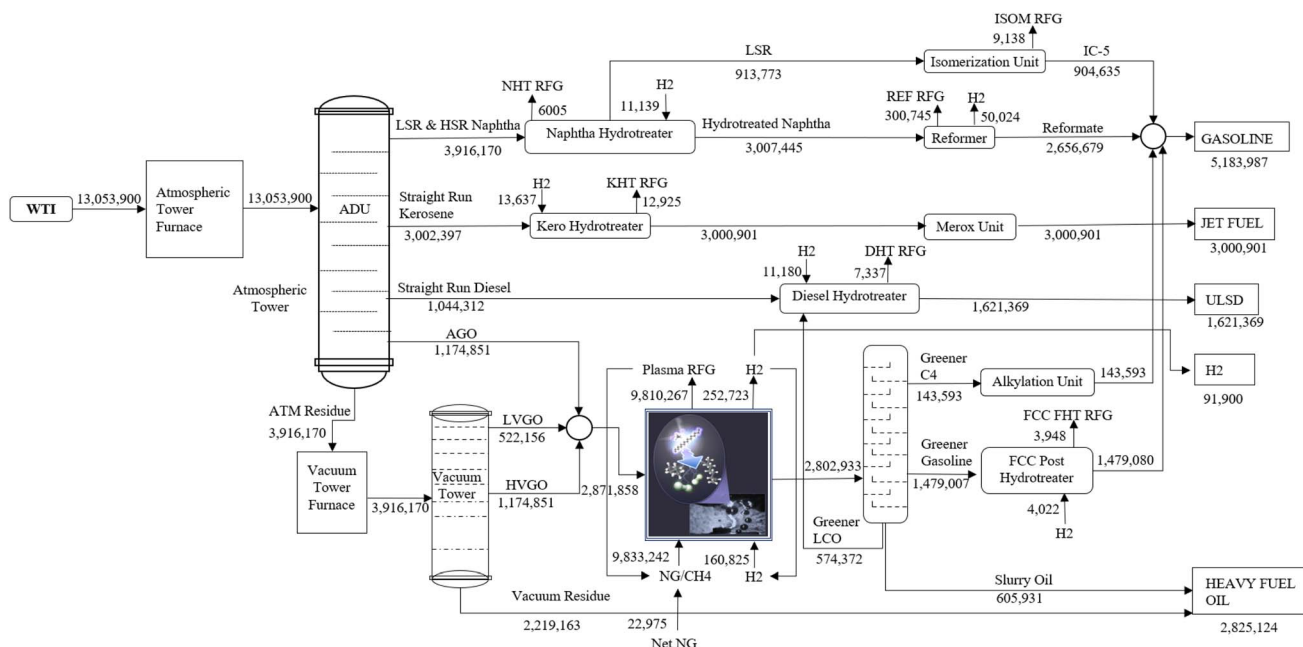 ISOM RFG
9,138
LSR
913,773
Isomerization Unit
IC-5
904,635
NHT RFG
6005
H2
11,139
REF RFG
300,745
H2
50,024
LSR & HSR Naphtha
3,916,170
Naphtha Hydrotreater
Hydrotreated Naphtha
3,007,445
Reformer
Reformate
2,656,679
GASOLINE
5,183,987
WTI
13,053,900
Atmospheric
Tower
Furnace
13,053,900
ADU
Atmospheric
Tower
Straight Run
Kerosene
3,002,397
H2
13,637
KHT RFG
12,925
Kero Hydrotreater
3,000,901
Merox Unit
3,000,901
JET FUEL
3,000,901
Straight Run Diesel
1,044,312
H2
11,180
DHT RFG
7,337
Diesel Hydrotreater
1,621,369
ULSD
1,621,369
AGO
1,174,851
Plasma RFG
9,810,267
H2
252,723
Greener
C4
143,593
Alkylation Unit
143,593
H2
91,900
ATM Residue
3,916,170
Vacuum
Tower
Furnace
3,916,170
Vacuum
Tower
LVGO
522,156
HVGO
1,174,851
2,871,858
2,802,933
Greener
Gasoline
1,479,007
FCC FHT RFG
3,948
FCC Post
Hydrotreater
1,479,080
4,022
H2
Greener
LCO
574,372
9,833,242
NG/CH4
160,825
H2
Slurry Oil
605,931
Vacuum Residue
2,219,163
22,975
Net NG
HEAVY FUEL
OIL
2,825,124